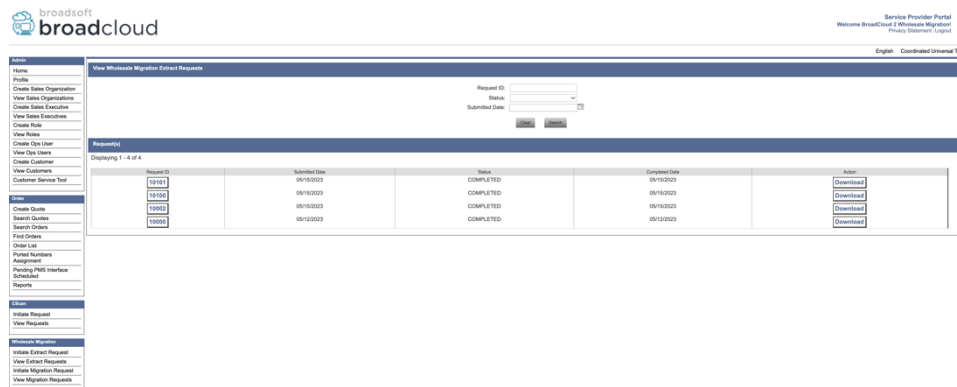 broadsoft
broadcloud
Service Provider Portal
Welcome BroadCloud 2 Wholesale Migration!
Privacy Statement Logout
English Coordinated Universal T
Admin
Home
Profile
Create Sales Organization
View Sales Organizations
Create Sales Executive
View Sales Executives
Create Role
View Roles
Create Ops User
View Ops Users
Create Customer
View Customers
Customer Service Tool
Order
Create Quote
Search Quotes
Search Orders
Find Orders
Order List
Ported Numbers
Assignment
Pending PMS Interface
Scheduled
Reports
CScan
Initiate Request
View Requests
Wholesale Migration
Initiate Extract Request
View Extract Requests
Initiate Migration Request
View Migration Requests
View Wholesale Migration Extract Requests
Request ID:
Status:
Submitted Date:
Clear Search
Request(s)
Displaying 1 - 4 of 4
Request ID Submitted Date Status Completed Date Action
10101 05/15/2023 COMPLETED 05/15/2023 Download
10100 05/15/2023 COMPLETED 05/15/2023 Download
10002 05/15/2023 COMPLETED 05/15/2023 Download
10000 05/12/2023 COMPLETED 05/12/2023 Download